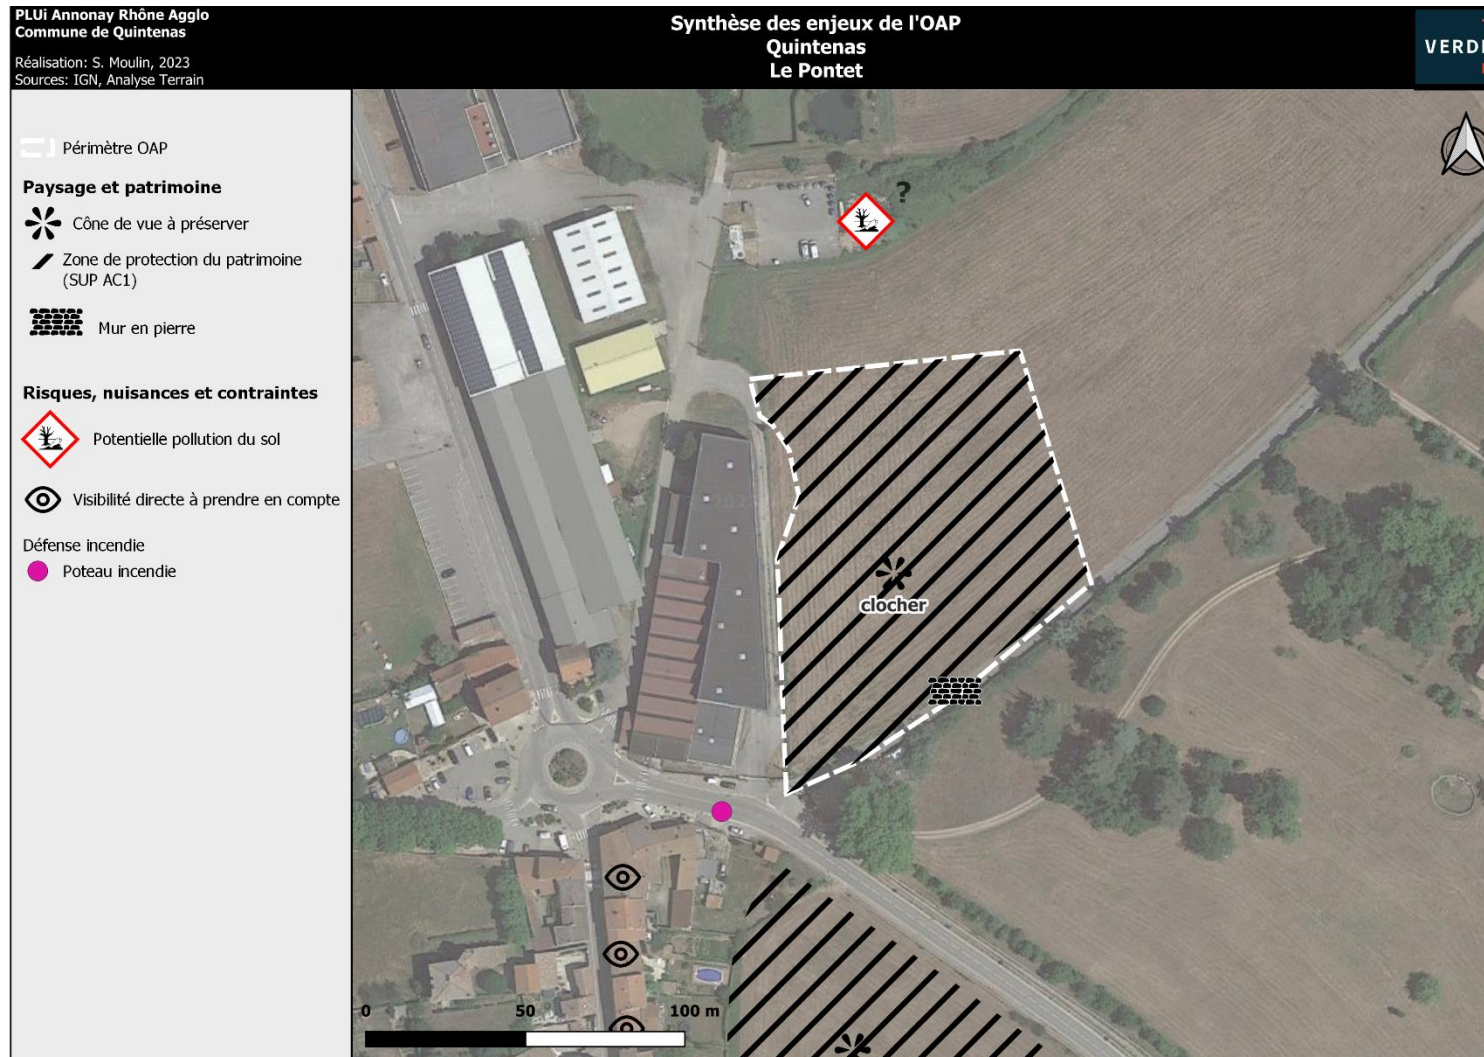 PLUi Annonay Rhône Agglo
Commune de Quintenas
Réalisation: S. Moulin, 2023
Sources: IGN, Analyse Terrain
Synthèse des enjeux de l'OAP
Quintenas
Le Pontet
VERDI
Périmètre OAP
Paysage et patrimoine
Cône de vue à préserver
Zone de protection du patrimoine
(SUP AC1)
Mur en pierre
Risques, nuisances et contraintes
Potentielle pollution du sol
Visibilité directe à prendre en compte
Défense incendie
Poteau incendie
?
clocher
0 50 100 m